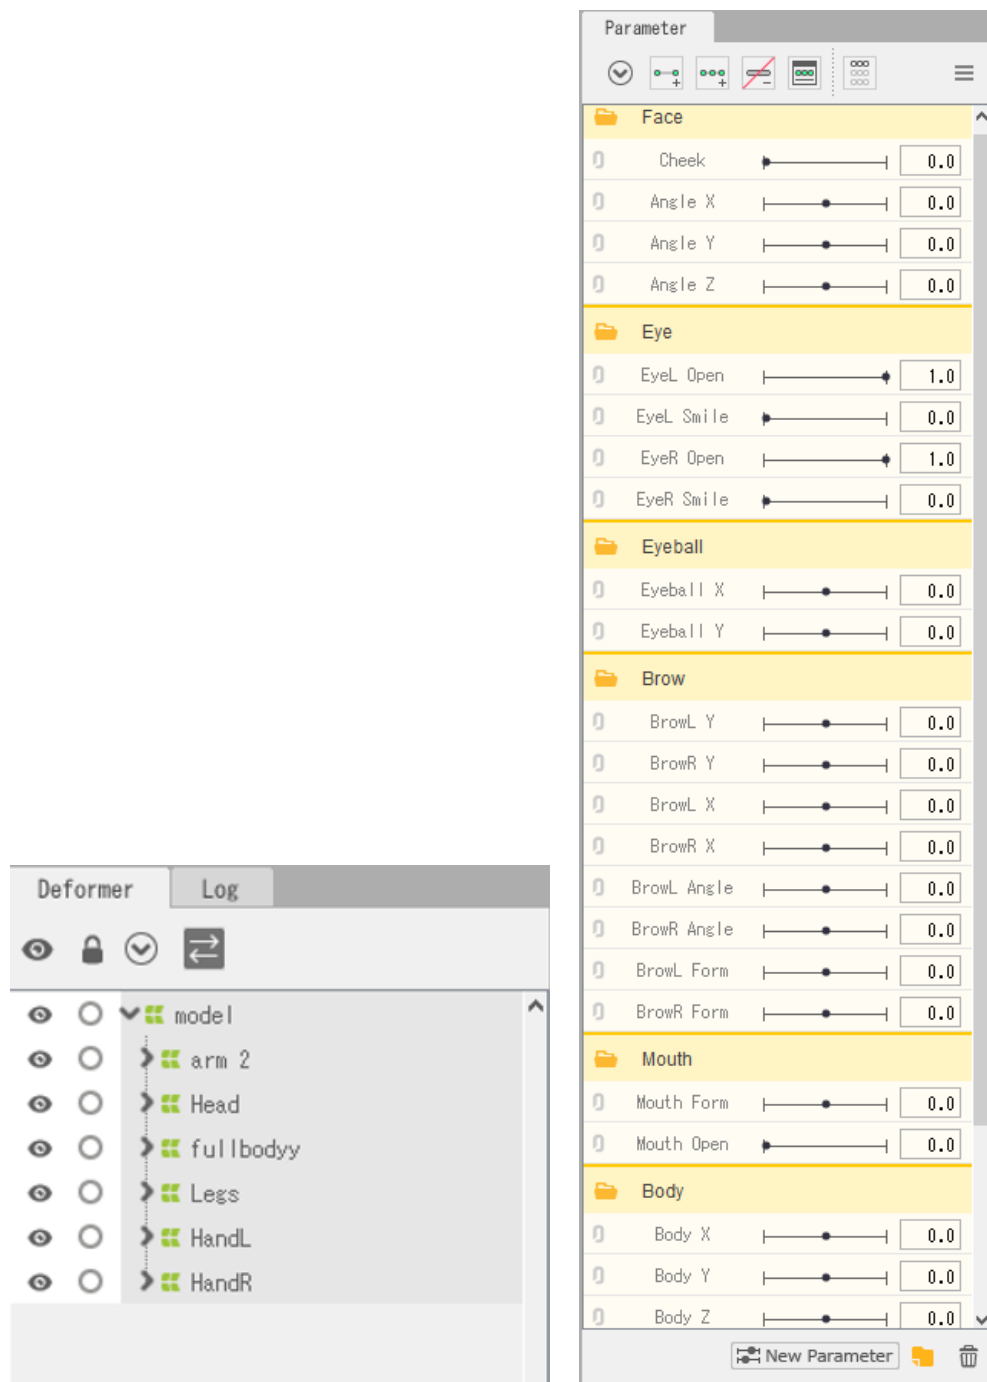 Parameter
Face
Cheek 0.0
Angle X 0.0
Angle Y 0.0
Angle Z 0.0
Eye
EyeL Open 1.0
EyeL Smile 0.0
EyeR Open 1.0
EyeR Smile 0.0
Eyeball
Eyeball X 0.0
Eyeball Y 0.0
Brow
BrowL Y 0.0
BrowR Y 0.0
BrowL X 0.0
BrowR X 0.0
BrowL Angle 0.0
BrowR Angle 0.0
BrowL Form 0.0
BrowR Form 0.0
Mouth
Mouth Form 0.0
Mouth Open 0.0
Body
Body X 0.0
Body Y 0.0
Body Z 0.0
New Parameter
Deformer Log
model
arm 2
Head
fullbodyy
Legs
HandL
HandR